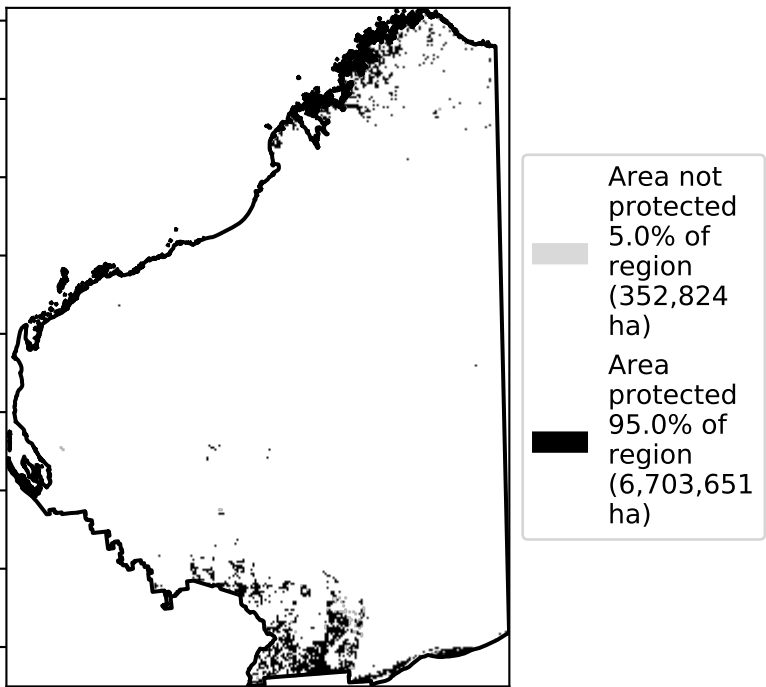 Area not
protected
5.0% of
region
(352,824
ha)
Area
protected
95.0% of
region
(6,703,651
ha)